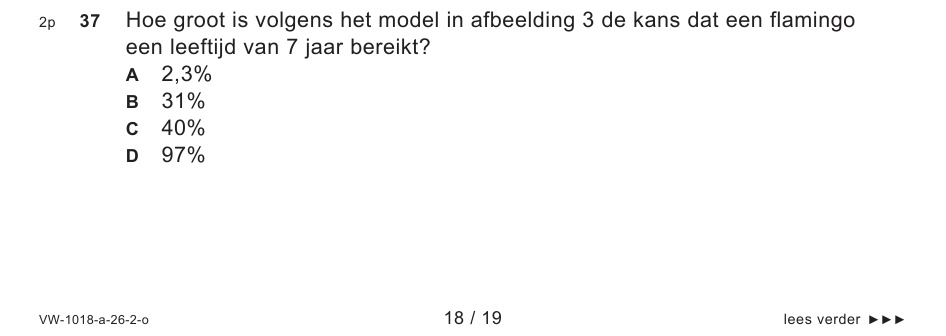 2p 37 Hoe groot is volgens het model in afbeelding 3 de kans dat een flamingo
een leeftijd van 7 jaar bereikt?
A 2,3%
B 31%
C 40%
D 97%
VW-1018-a-26-2-o 18 / 19 lees verder ►►►